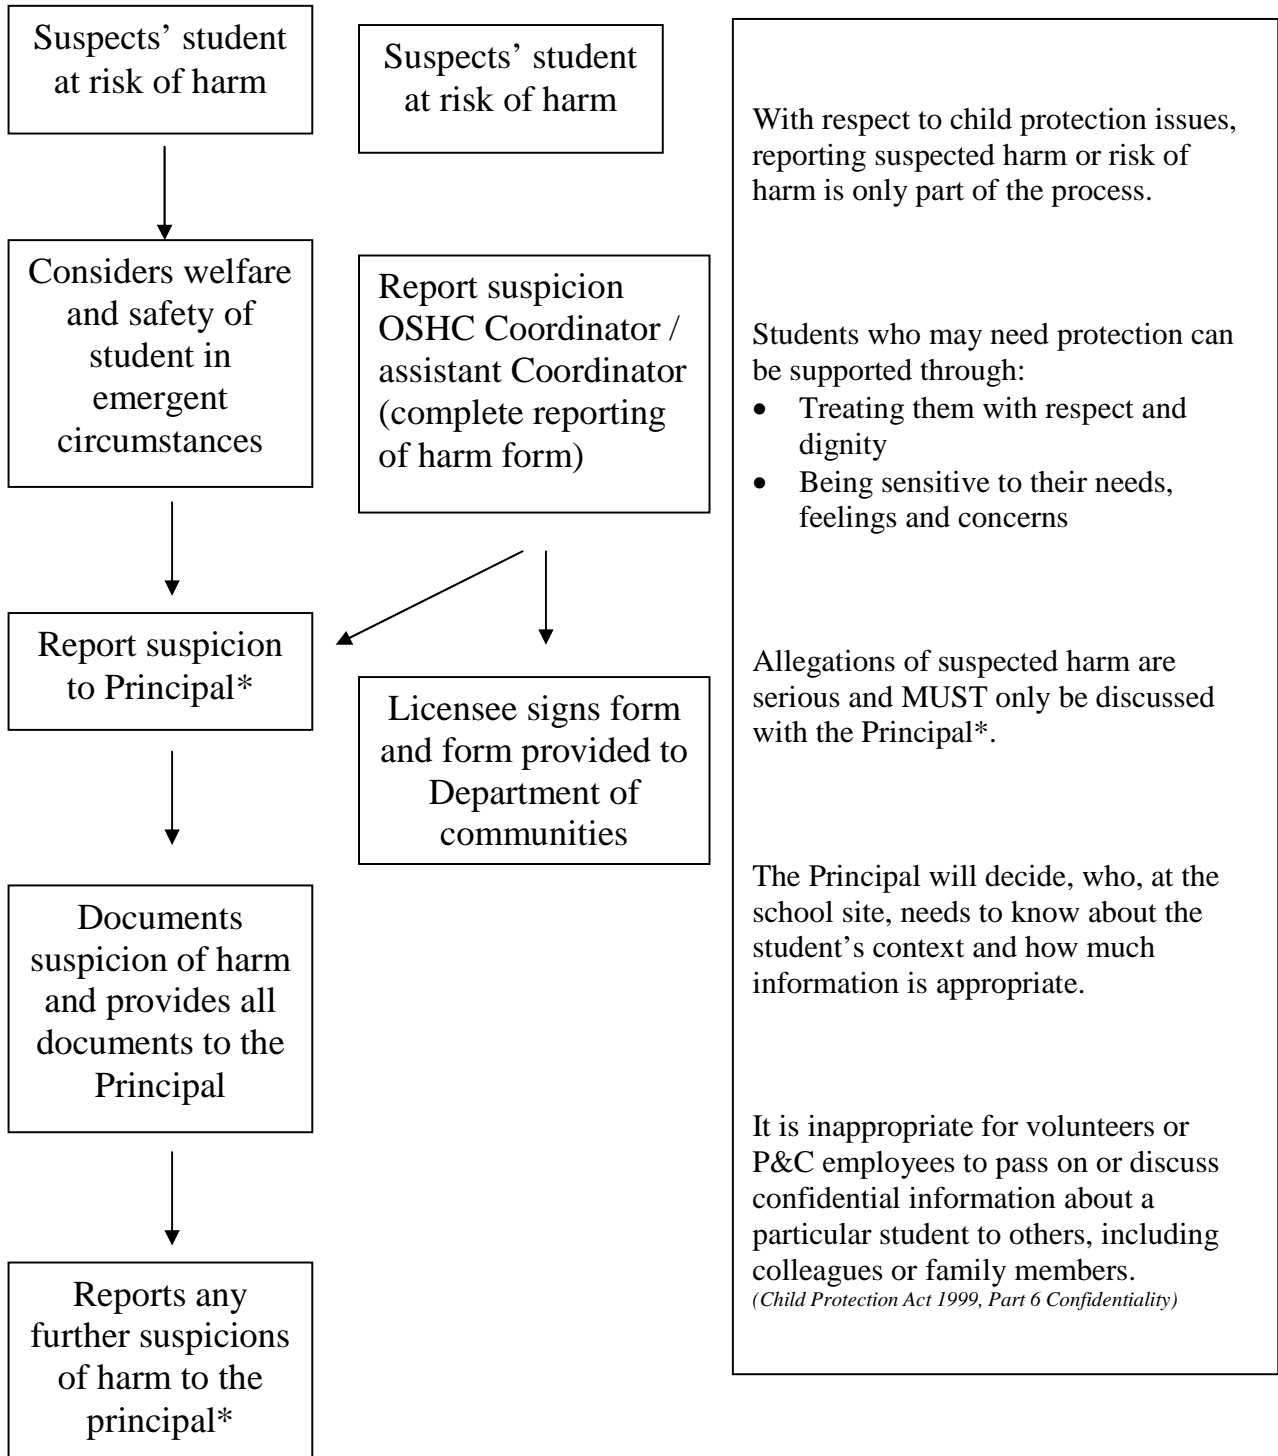 Suspects’ student
at risk of harm
Considers welfare
and safety of
student in
emergent
circumstances
Report suspicion
to Principal*
Documents
suspicion of harm
and provides all
documents to the
Principal
Reports any
further suspicions
of harm to the
principal*
Suspects’ student
at risk of harm
Report suspicion
OSHC Coordinator /
assistant Coordinator
(complete reporting
of harm form)
Licensee signs form
and form provided to
Department of
communities
With respect to child protection issues,
reporting suspected harm or risk of
harm is only part of the process.
Students who may need protection can
be supported through:
• Treating them with respect and
dignity
• Being sensitive to their needs,
feelings and concerns
Allegations of suspected harm are
serious and MUST only be discussed
with the Principal*.
The Principal will decide, who, at the
school site, needs to know about the
student’s context and how much
information is appropriate.
It is inappropriate for volunteers or
P&C employees to pass on or discuss
confidential information about a
particular student to others, including
colleagues or family members.
(Child Protection Act 1999, Part 6 Confidentiality)